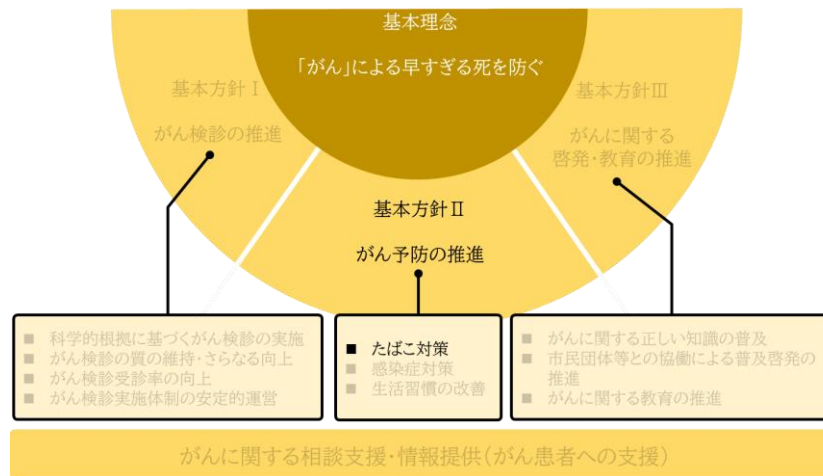 基本理念
「がん」による早すぎる死を防ぐ
基本方針Ⅰ
がん検診の推進
基本方針Ⅱ
がん予防の推進
基本方針Ⅲ
がんに関する
啓発・教育の推進
■ 科学的根拠に基づくがん検診の実施
■ がん検診の質の維持・さらなる向上
■ がん検診受診率の向上
■ がん検診実施体制の安定的運営
■ たばこ対策
■ 感染症対策
■ 生活習慣の改善
■ がんに関する正しい知識の普及
■ 市民団体等との協働による普及啓発の
推進
■ がんに関する教育の推進
がんに関する相談支援・情報提供(がん患者への支援)